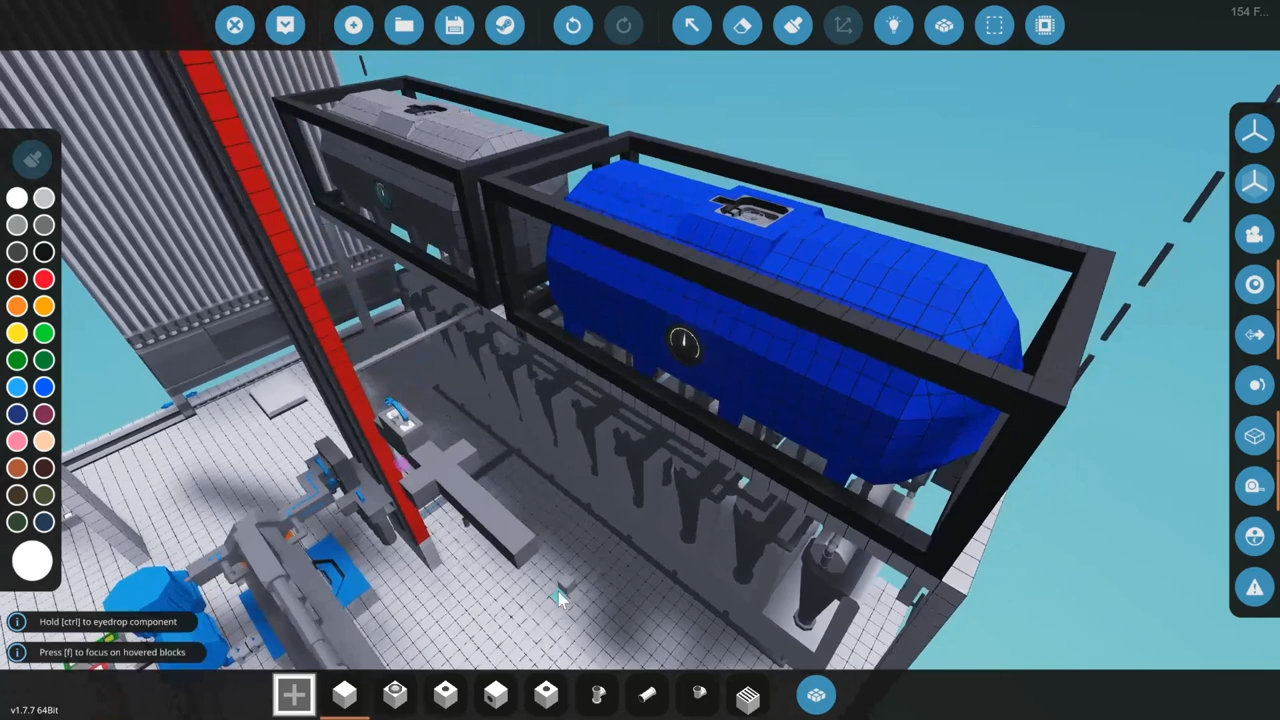 154 F...
Hold [ctrl] to eyedrop component
Press [f] to focus on hovered blocks
v1.7.7 64Bit